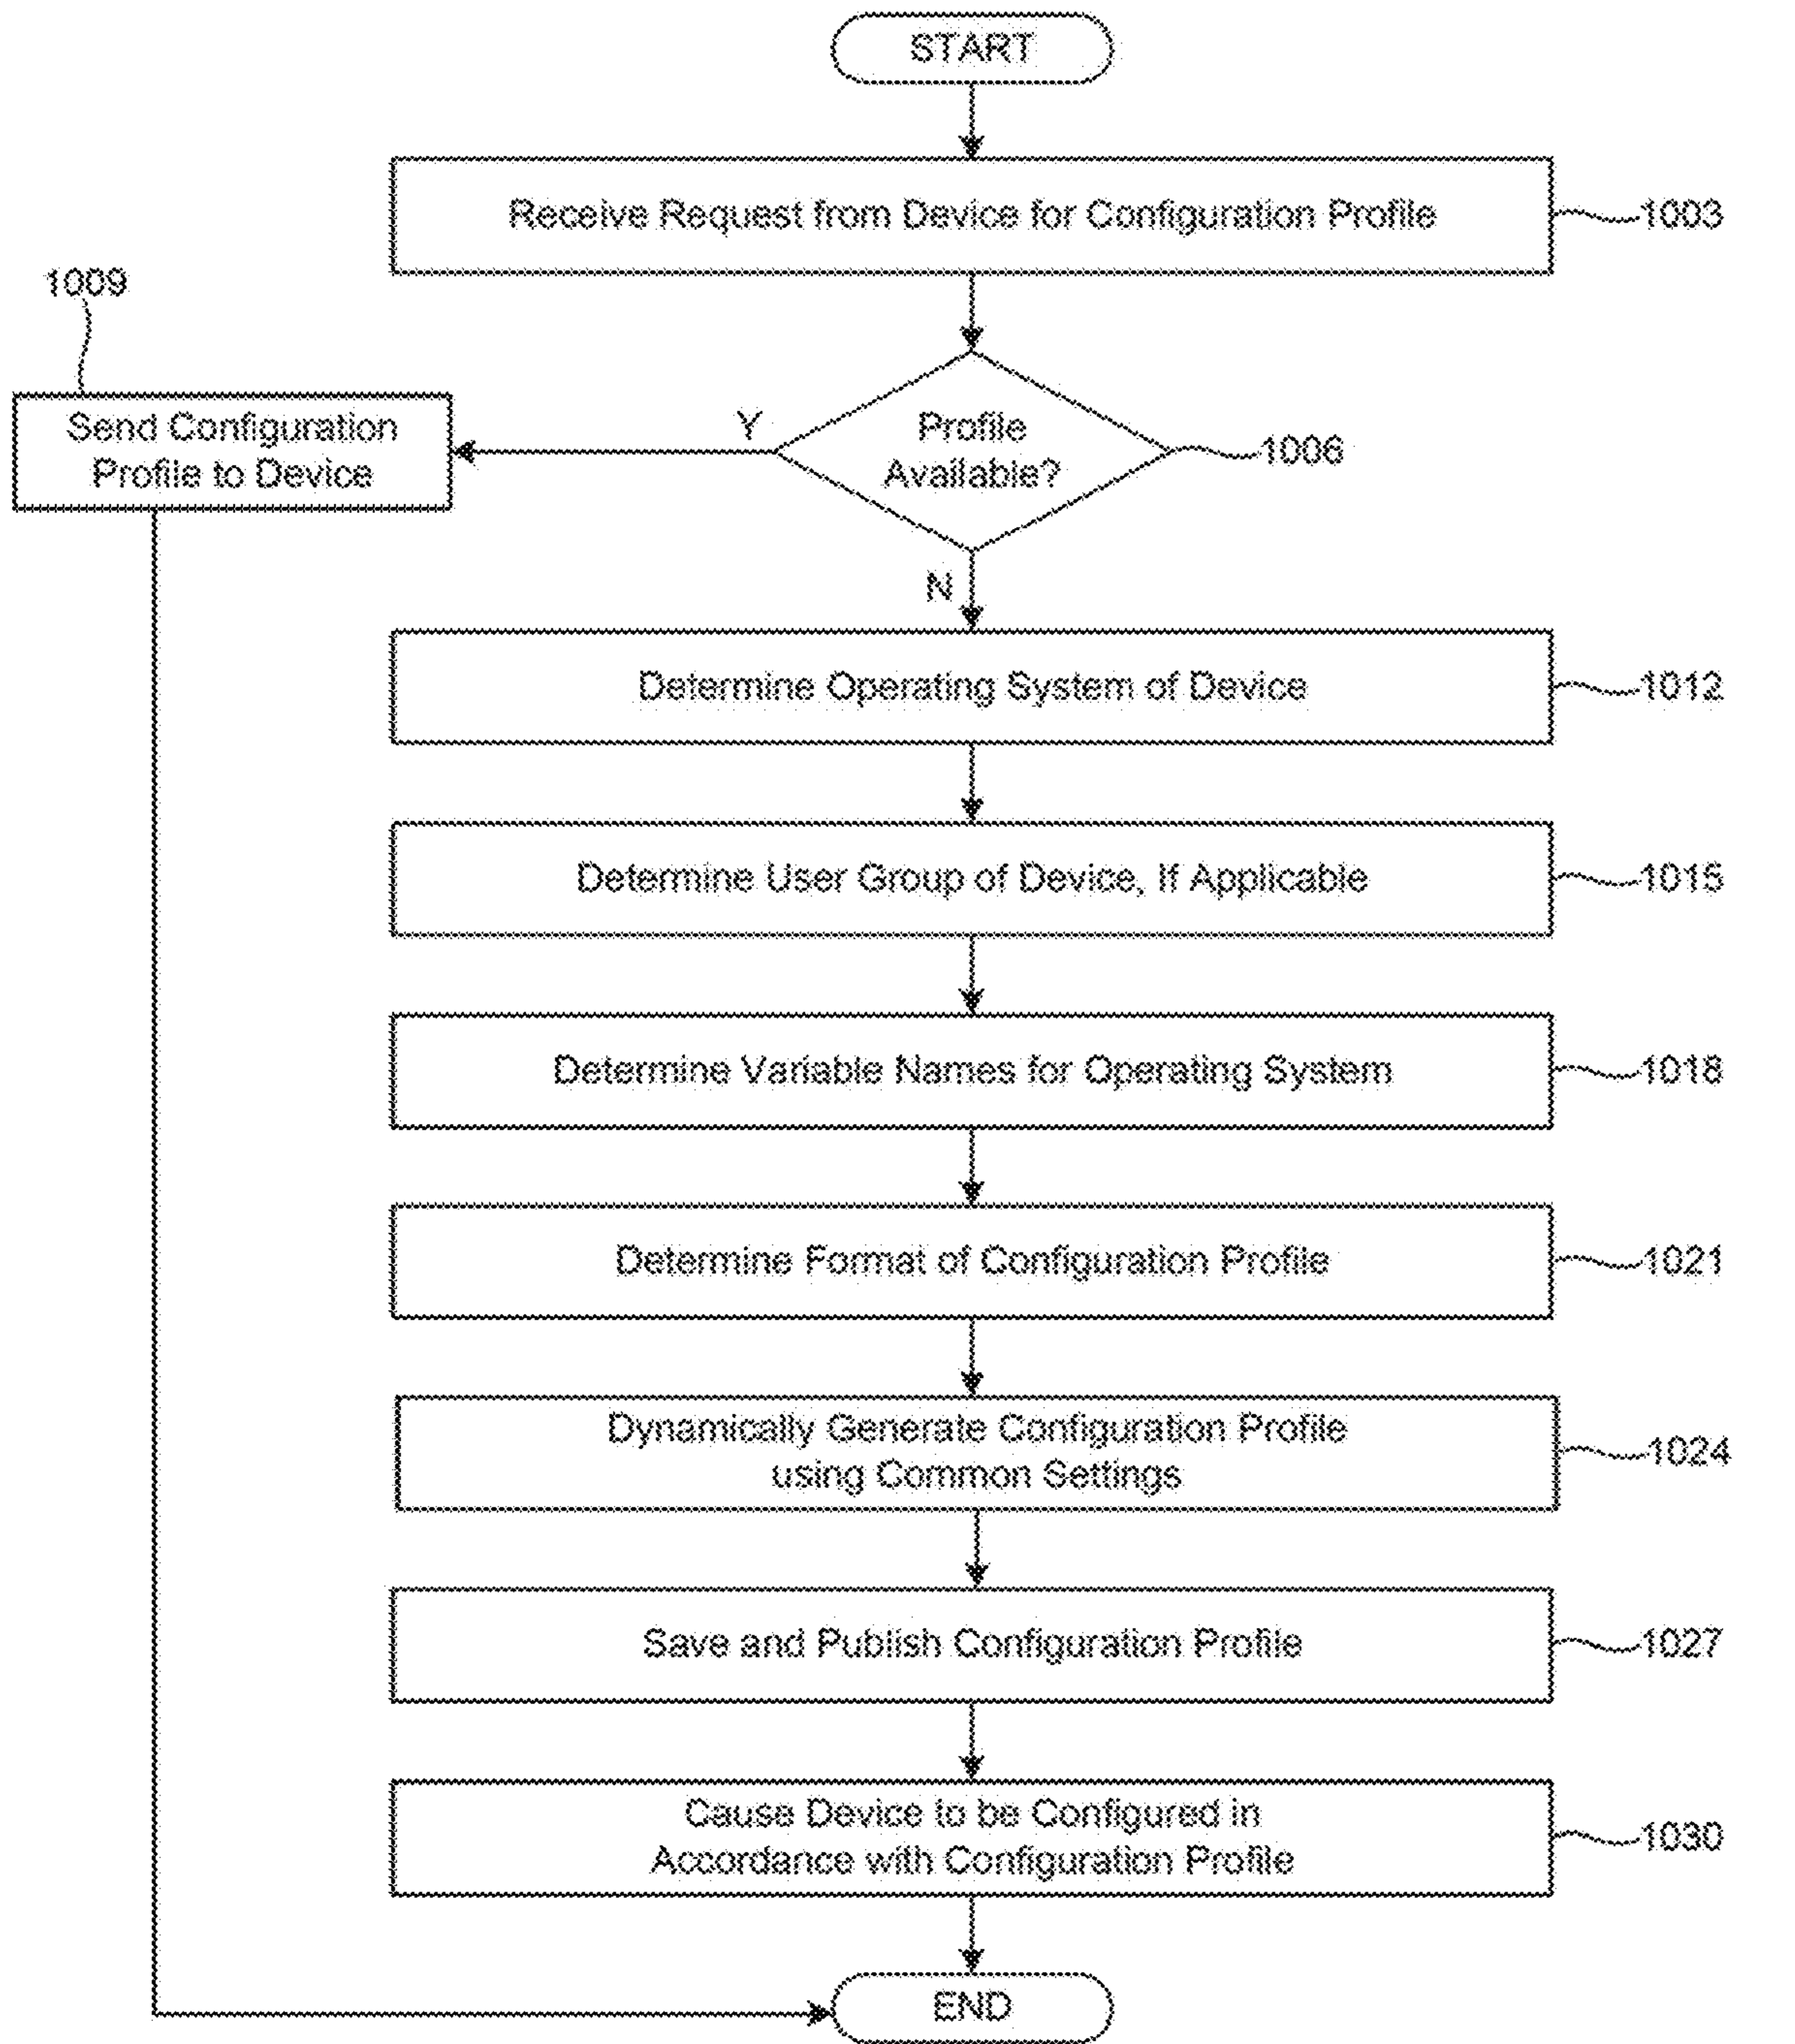 START
Receive Request from Device for Configuration Profile
1003
1009
Send Configuration
Profile to Device
Y
Profile
Available?
1006
N
Determine Operating System of Device
1012
Determine User Group of Device, If Applicable
1015
Determine Variable Names for Operating System
1018
Determine Format of Configuration Profile
1021
Dynamically Generate Configuration Profile
using Common Settings
1024
Save and Publish Configuration Profile
1027
Cause Device to be Configured in
Accordance with Configuration Profile
1030
END